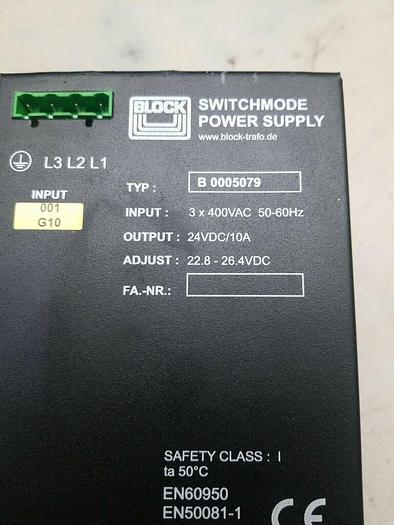 BLOCK
SWITCHMODE
POWER SUPPLY
www.block-trafo.de
L3 L2 L1
INPUT
001
G10
TYP : B 0005079
INPUT : 3 x 400VAC 50-60Hz
OUTPUT : 24VDC/10A
ADJUST : 22.8 - 26.4VDC
FA.-NR.:
SAFETY CLASS : I
ta 50°C
EN60950
EN50081-1
CE